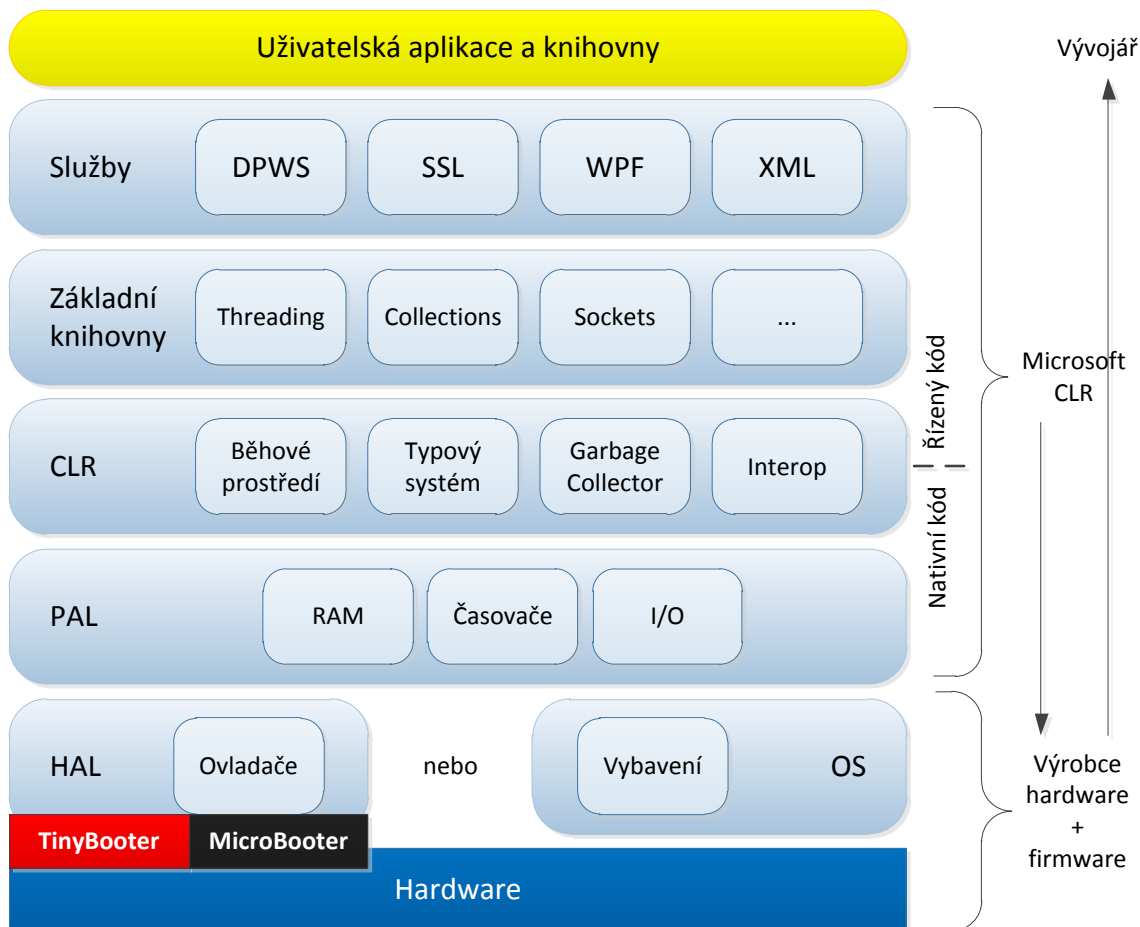 Uživatelská aplikace a knihovny
Vývojář
Služby
DPWS
SSL
WPF
XML
Základní
knihovny
Threading
Collections
Sockets
...
Řízený kód
Microsoft
CLR
CLR
Běhové
prostředí
Typový
systém
Garbage
Collector
Interop
Nativní kód
PAL
RAM
Časovače
I/O
HAL
Ovladače
nebo
Vybavení
OS
Výrobce
hardware
+
firmware
TinyBooter
MicroBooter
Hardware